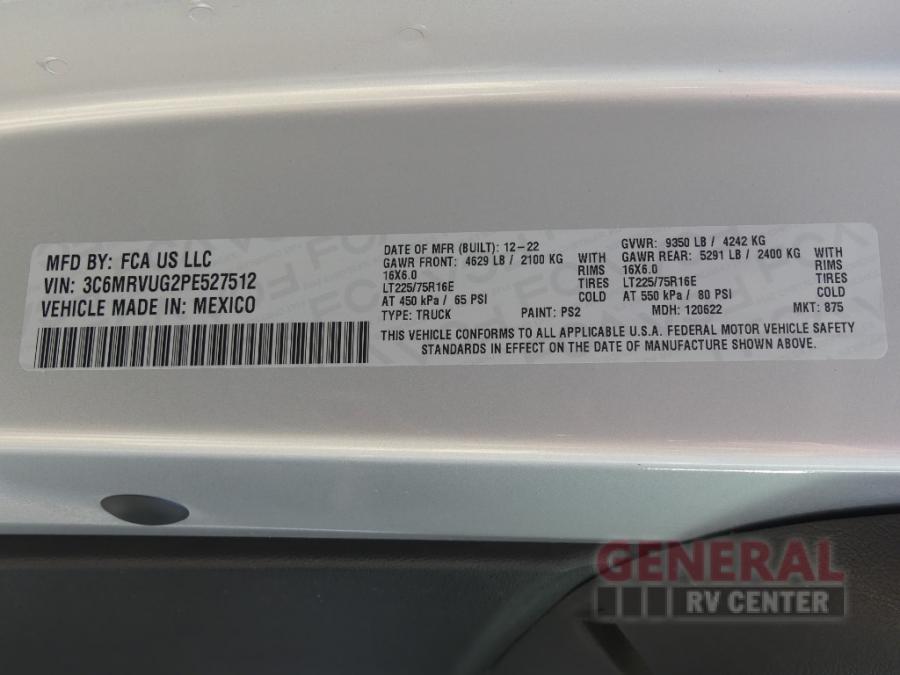 MFD BY: FCA US LLC
VIN: 3C6MRVUG2PE527512
VEHICLE MADE IN: MEXICO
DATE OF MFR (BUILT): 12-22
GAWR FRONT: 4629 LB / 2100 KG WITH
16X6.0 RIMS
LT225/75R16E TIRES
AT 450 kPa / 65 PSI COLD
TYPE: TRUCK PAINT: PS2
GVWR: 9350 LB / 4242 KG
GAWR REAR: 5291 LB / 2400 KG WITH
16X6.0 RIMS
LT225/75R16E TIRES
AT 550 kPa / 80 PSI COLD
MDH: 120622 MKT: 875
THIS VEHICLE CONFORMS TO ALL APPLICABLE U.S.A. FEDERAL MOTOR VEHICLE SAFETY
STANDARDS IN EFFECT ON THE DATE OF MANUFACTURE SHOWN ABOVE.
GENERAL
RV CENTER